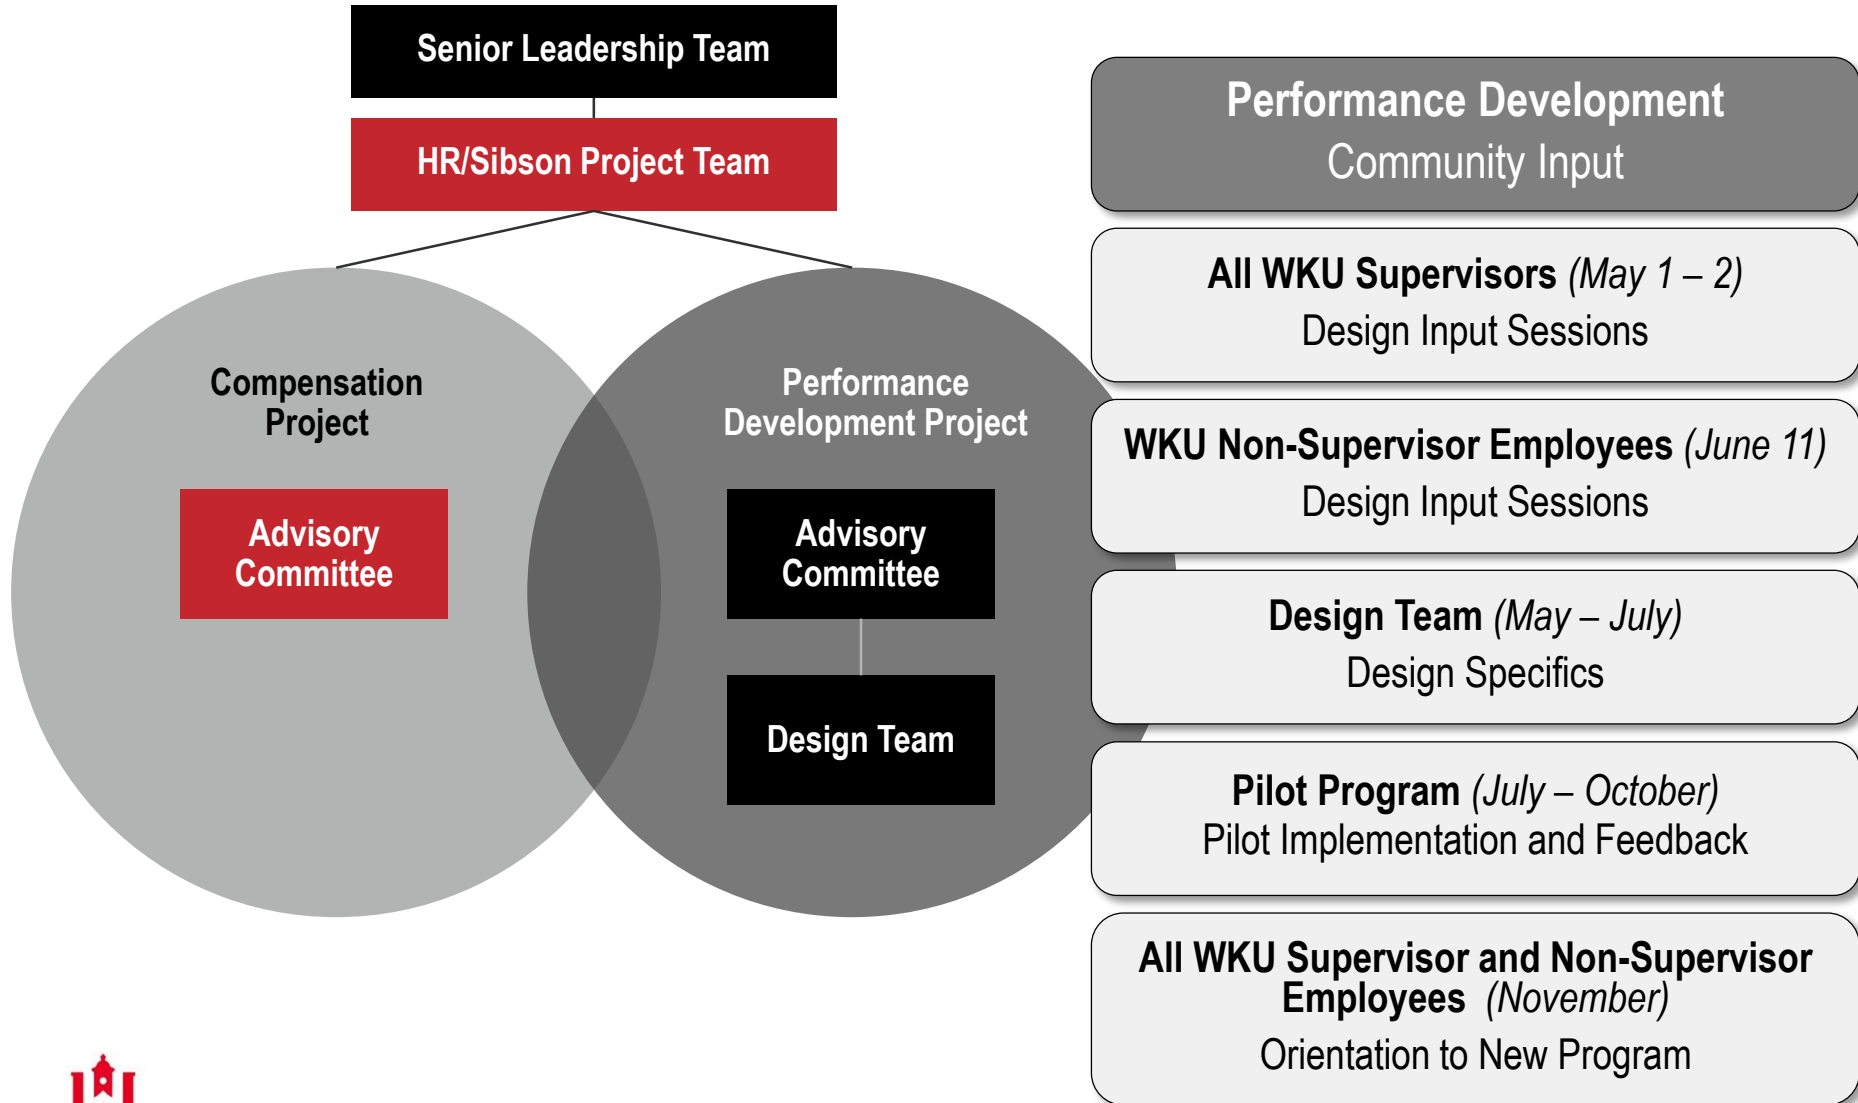 Senior Leadership Team
HR/Sibson Project Team
Compensation
Project
Advisory
Committee
Performance
Development Project
Advisory
Committee
Design Team
Performance Development
Community Input
All WKU Supervisors (May 1 – 2)
Design Input Sessions
WKU Non-Supervisor Employees (June 11)
Design Input Sessions
Design Team (May – July)
Design Specifics
Pilot Program (July – October)
Pilot Implementation and Feedback
All WKU Supervisor and Non-Supervisor
Employees (November)
Orientation to New Program